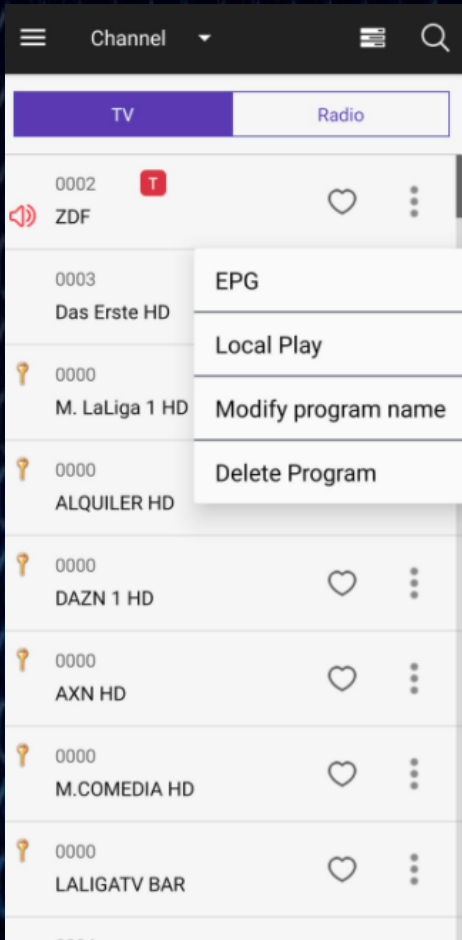 Channel
TV
Radio
0002
T
ZDF
0003
Das Erste HD
EPG
Local Play
Modify program name
Delete Program
0000
M. LaLiga 1 HD
0000
ALQUILER HD
0000
DAZN 1 HD
0000
AXN HD
0000
M.COMEDIA HD
0000
LALIGATV BAR